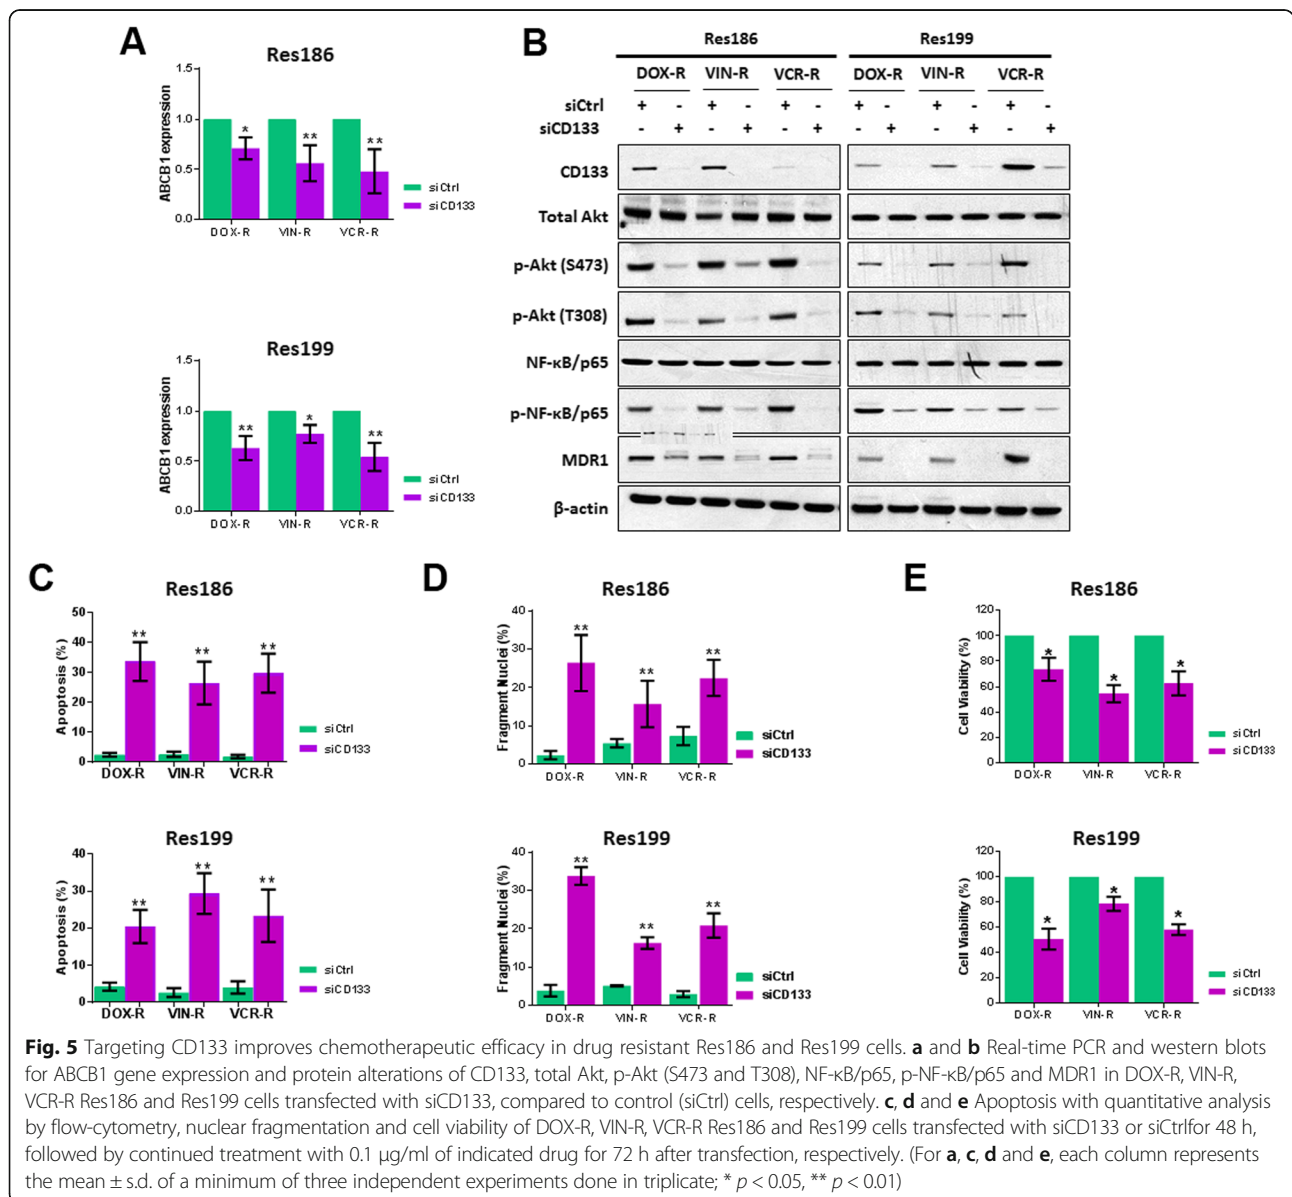 A
Res186
ABCB 1 expression
1.5
1.0
0.5
0.0
*
**
**
DOX-R VIN-R VCR-R
siCtrl
siCD133
Res199
ABCB1 expression
1.5
1.0
0.5
0.0
**
*
**
DOX-R VIN-R VCR-R
siCtrl
siCD133
B
Res186 Res199
DOX-R VIN-R VCR-R DOX-R VIN-R VCR-R
siCtrl + - + - + - + - + - + -
siCD133 - + - + - + - + - + - +
CD133
Total Akt
p-Akt (S473)
p-Akt (T308)
NF-κB/p65
p-NF-κB/p65
MDR1
β-actin
C
Res186
Apoptosis (%)
50
40
30
20
10
0
**
**
**
DOX-R VIN-R VCR-R
siCtrl
siCD133
Res199
Apoptosis (%)
40
30
20
10
0
**
**
**
DOX-R VIN-R VCR-R
siCtrl
siCD133
D
Res186
Fragment Nuclei (%)
40
30
20
10
0
**
**
**
DOX-R VIN-R VCR-R
siCtrl
siCD133
Res199
Fragment Nuclei (%)
40
30
20
10
0
**
**
**
DOX-R VIN-R VCR-R
siCtrl
siCD133
E
Res186
Cell Viability (%)
120
100
80
60
40
20
0
*
*
*
DOX-R VIN-R VCR-R
siCtrl
siCD133
Res199
Cell Viability (%)
120
100
80
60
40
20
0
*
*
*
DOX-R VIN-R VCR-R
siCtrl
siCD133
Fig. 5 Targeting CD133 improves chemotherapeutic efficacy in drug resistant Res186 and Res199 cells. a and b Real-time PCR and western blots
for ABCB1 gene expression and protein alterations of CD133, total Akt, p-Akt (S473 and T308), NF-κB/p65, p-NF-κB/p65 and MDR1 in DOX-R, VIN-R,
VCR-R Res186 and Res199 cells transfected with siCD133, compared to control (siCtrl) cells, respectively. c, d and e Apoptosis with quantitative analysis
by flow-cytometry, nuclear fragmentation and cell viability of DOX-R, VIN-R, VCR-R Res186 and Res199 cells transfected with siCD133 or siCtrlfor 48 h,
followed by continued treatment with 0.1 μg/ml of indicated drug for 72 h after transfection, respectively. (For a, c, d and e, each column represents
the mean ± s.d. of a minimum of three independent experiments done in triplicate; * p < 0.05, ** p < 0.01)